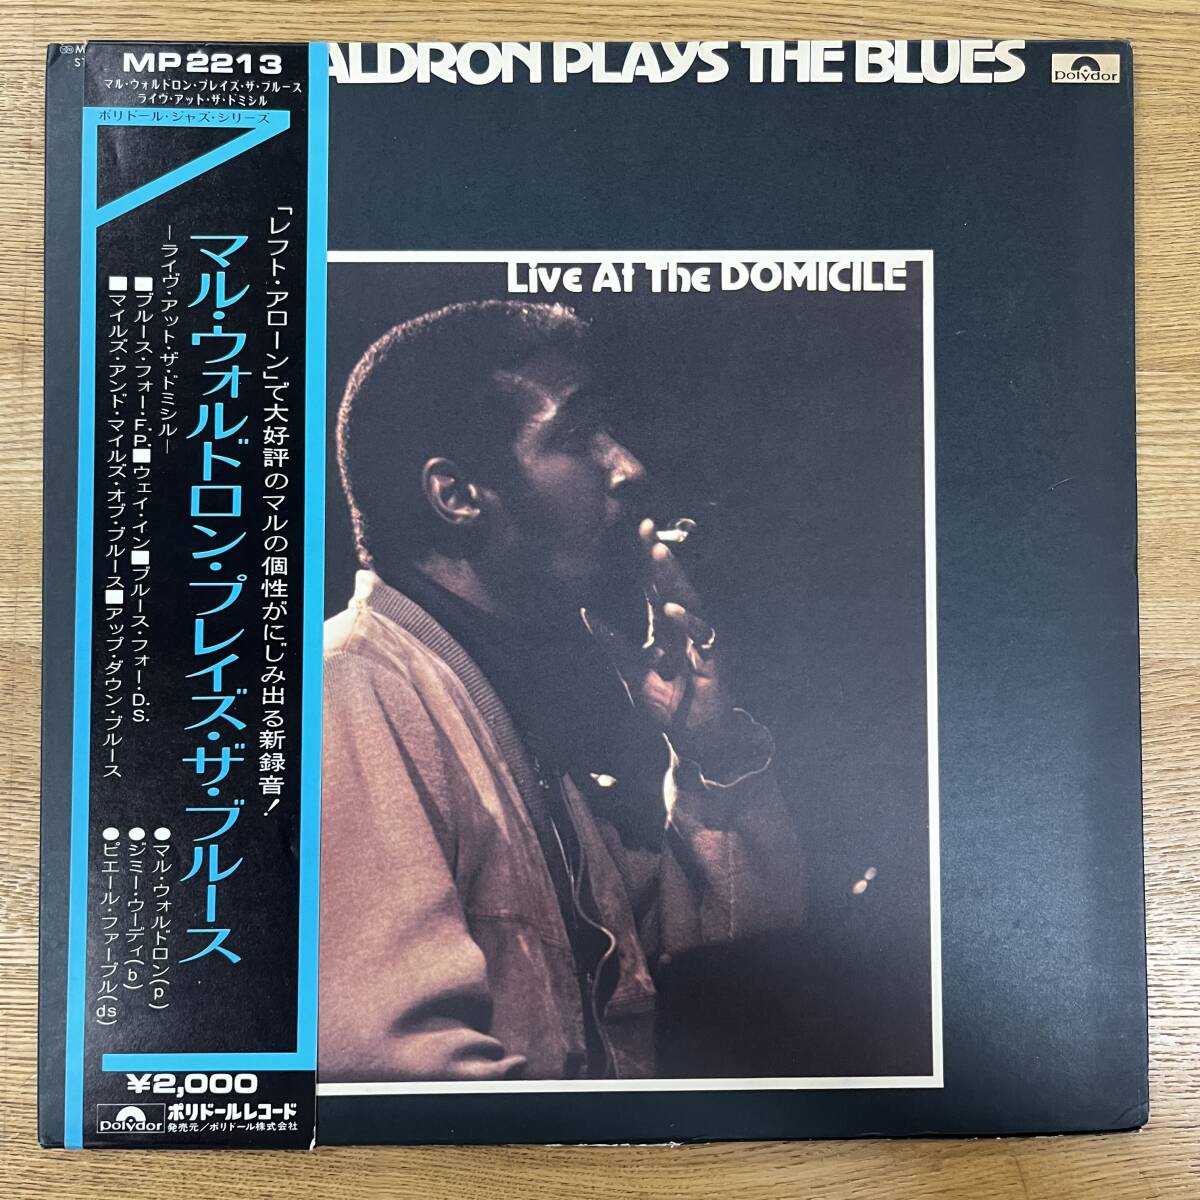 MP2213
マル・ウォルトロン・プレイズ・ザ・ブルース
ライヴ・アット・ザ・ドミシル
ポリドール・ジャズ・シリーズ
「レフト・アローン」で大好評のマルの個性がにじみ出る新録音!
マル・ウォルドロン・プレイズ・ザ・ブルース
―ライヴ・アット・ザ・ドミシル―
■ブルース・フォー・F.P.■ウェイ・イン■ブルース・フォー・D.S.
■マイルズ・アンド・マイルズ・オブ・ブルース■アップ・ダウン・ブルース
●マル・ウォルドロン(p)
●ジミー・ウーディ(b)
●ピエール・ファーブル(ds)
¥2,000
polydor
ポリドールレコード
発売元/ポリドール株式会社
ALDRON PLAYS THE BLUES
polydor
Live At The DOMICILE